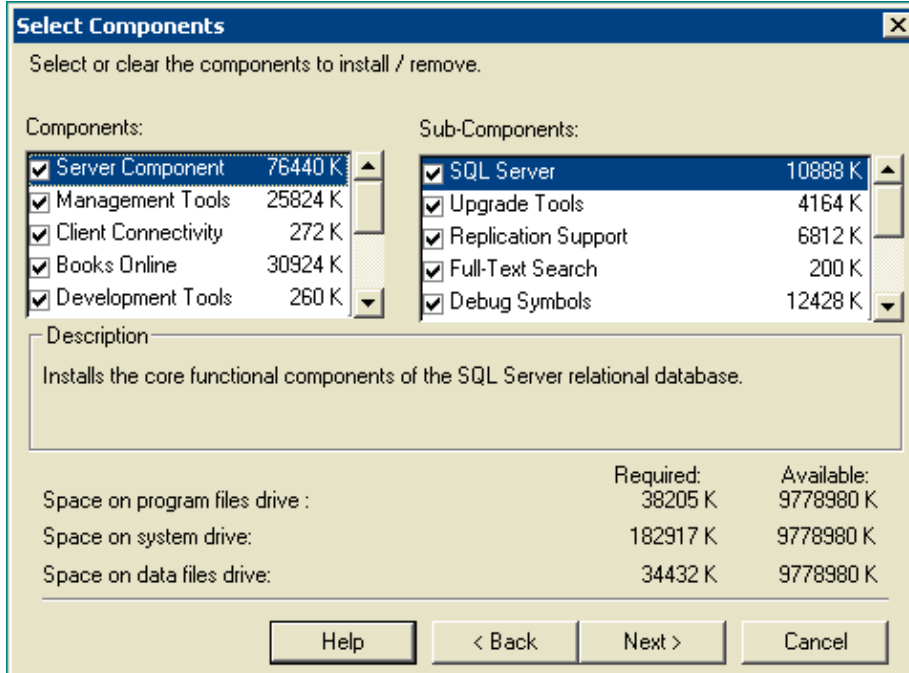 Select Components
Select or clear the components to install / remove.
Components:
Server Component 76440 K
Management Tools 25824 K
Client Connectivity 272 K
Books Online 30924 K
Development Tools 260 K
Sub-Components:
SQL Server 10888 K
Upgrade Tools 4164 K
Replication Support 6812 K
Full-Text Search 200 K
Debug Symbols 12428 K
Description
Installs the core functional components of the SQL Server relational database.
Required: Available:
Space on program files drive : 38205 K 9778980 K
Space on system drive: 182917 K 9778980 K
Space on data files drive: 34432 K 9778980 K
Help < Back Next > Cancel